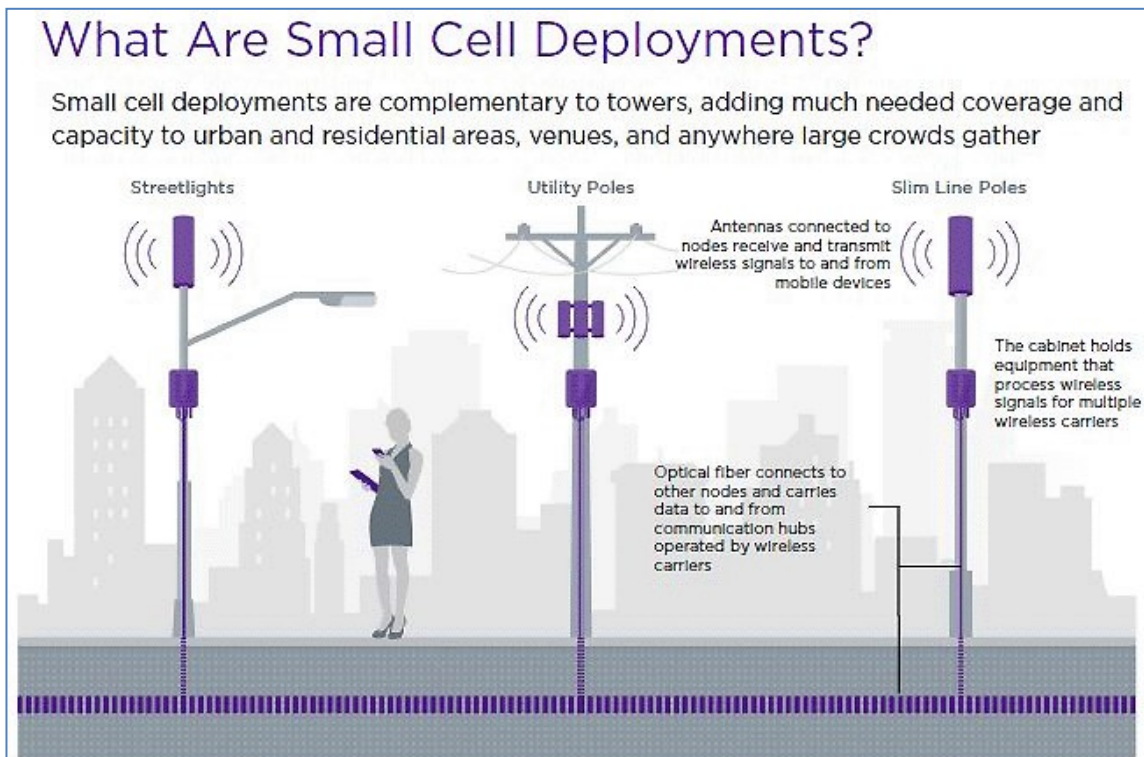 What Are Small Cell Deployments?
Small cell deployments are complementary to towers, adding much needed coverage and
capacity to urban and residential areas, venues, and anywhere large crowds gather
Streetlights
Utility Poles
Slim Line Poles
Antennas connected to
nodes receive and transmit
wireless signals to and from
mobile devices
The cabinet holds
equipment that
process wireless
signals for multiple
wireless carriers
Optical fiber connects to
other nodes and carries
data to and from
communication hubs
operated by wireless
carriers